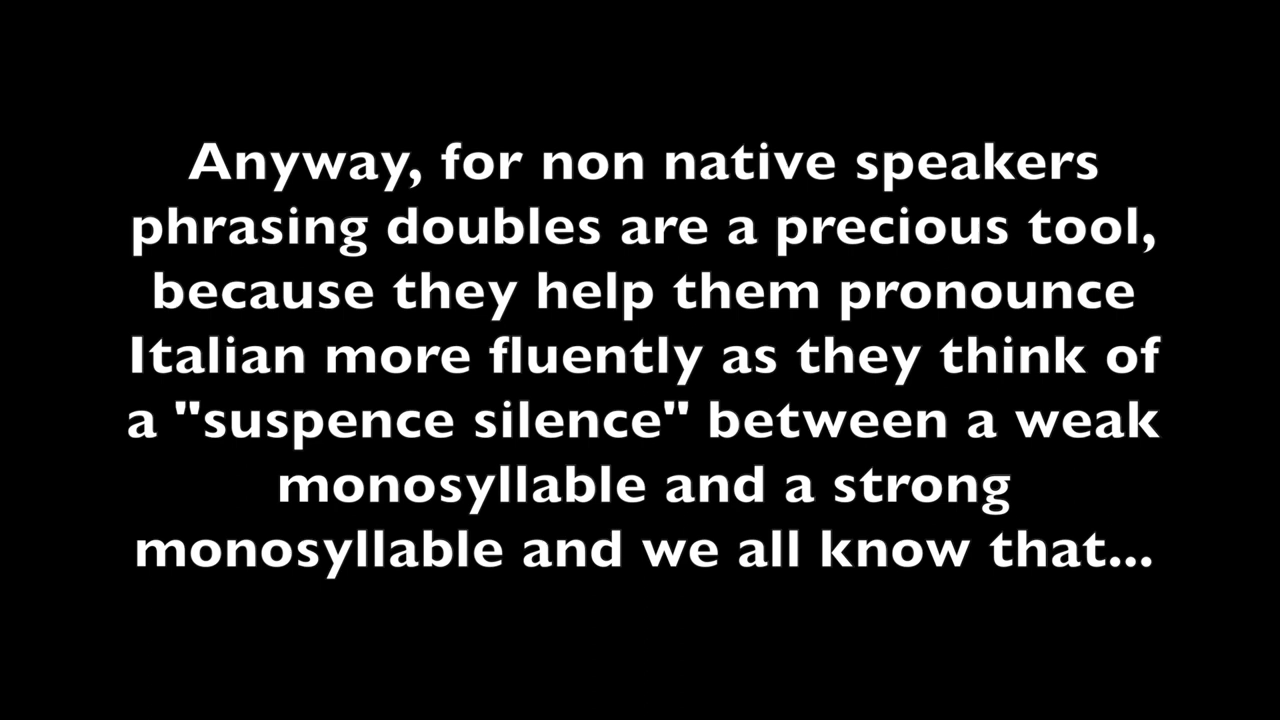 Anyway, for non native speakers
phrasing doubles are a precious tool,
because they help them pronounce
Italian more fluently as they think of
a "suspence silence" between a weak
monosyllable and a strong
monosyllable and we all know that...